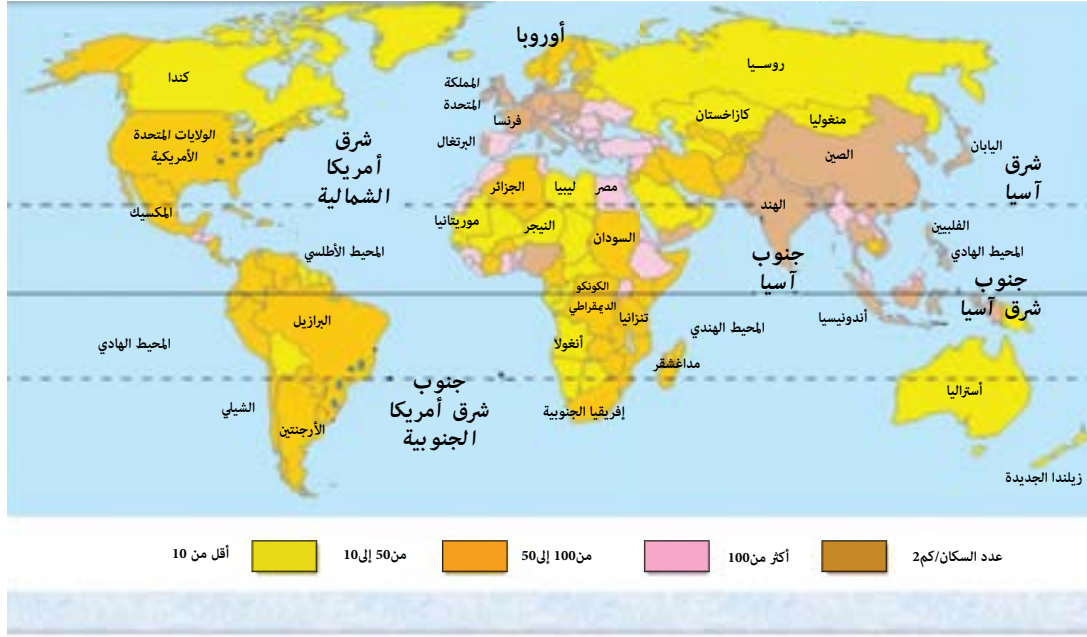 أوروبا
روســيا
كندا
المملكة
المتحدة
فرنسا
كازاخستان
منغوليا
الولايات المتحدة
الأمريكية
شرق
أمريكا
الشمالية
البرتغال
الصين
اليابان
شرق
آسيا
المكسيك
موريتانيا
الجزائر
ليبيا
مصر
النيجر
السودان
الهند
الفلبيين
المحيط الأطلسي
جنوب
آسيا
المحيط الهادي
جنوب
شرق آسيا
الكونكو
الديمقراطي
تنزانيا
أندونيسيا
البرازيل
المحيط الهندي
المحيط الهادي
أنغولا
مداغشقر
أستراليا
الشيلي
جنوب
شرق أمريكا
الجنوبية
إفريقيا الجنوبية
الأرجنتين
زيلندا الجديدة
عدد السكان/كم2
أكثر من100
من100 إلى50
من50 إلى10
أقل من 10